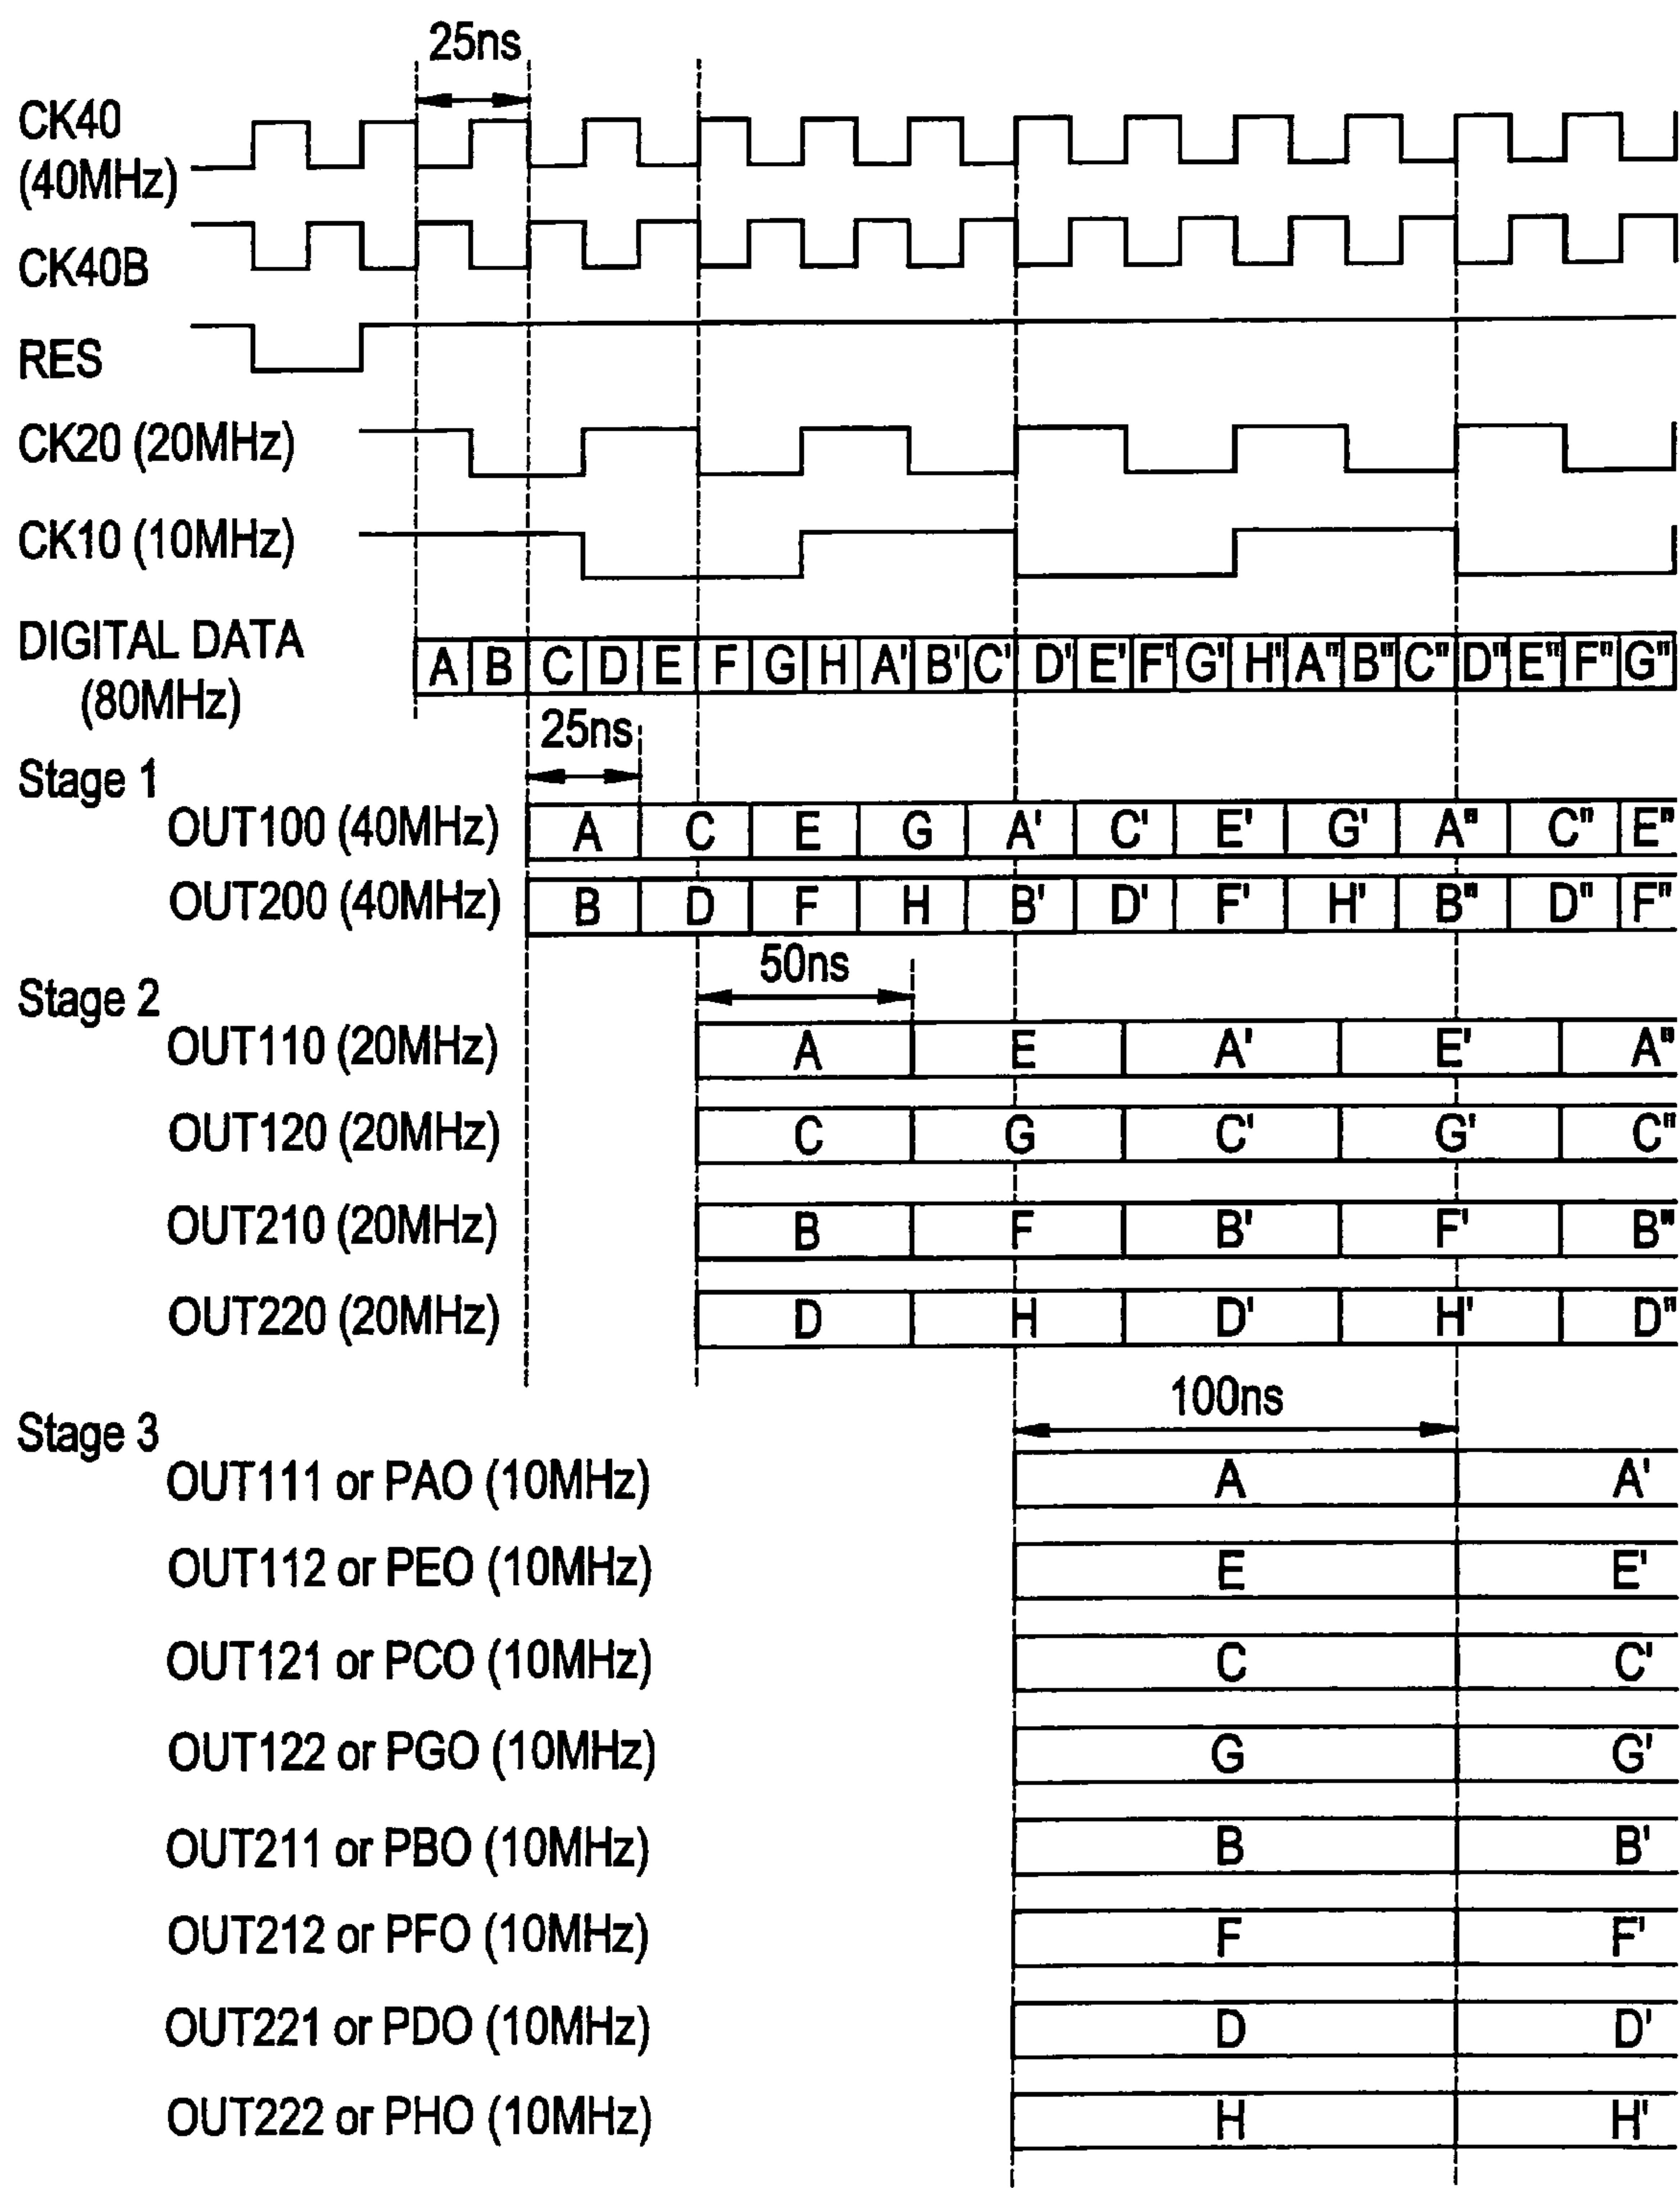 25ns
CK40
(40MHz)
CK40B
RES
CK20 (20MHz)
CK10 (10MHz)
DIGITAL DATA
(80MHz)
A B C D E F G H A' B' C' D' E' F' G' H' A" B" C" D" E" F" G"
25ns
Stage 1
OUT100 (40MHz) A C E G A' C' E' G' A" C" E"
OUT200 (40MHz) B D F H B' D' F' H' B" D" F"
50ns
Stage 2
OUT110 (20MHz) A E A' E' A"
OUT120 (20MHz) C G C' G' C"
OUT210 (20MHz) B F B' F' B"
OUT220 (20MHz) D H D' H' D"
100ns
Stage 3
OUT111 or PAO (10MHz) A A'
OUT112 or PEO (10MHz) E E'
OUT121 or PCO (10MHz) C C'
OUT122 or PGO (10MHz) G G'
OUT211 or PBO (10MHz) B B'
OUT212 or PFO (10MHz) F F'
OUT221 or PDO (10MHz) D D'
OUT222 or PHO (10MHz) H H'